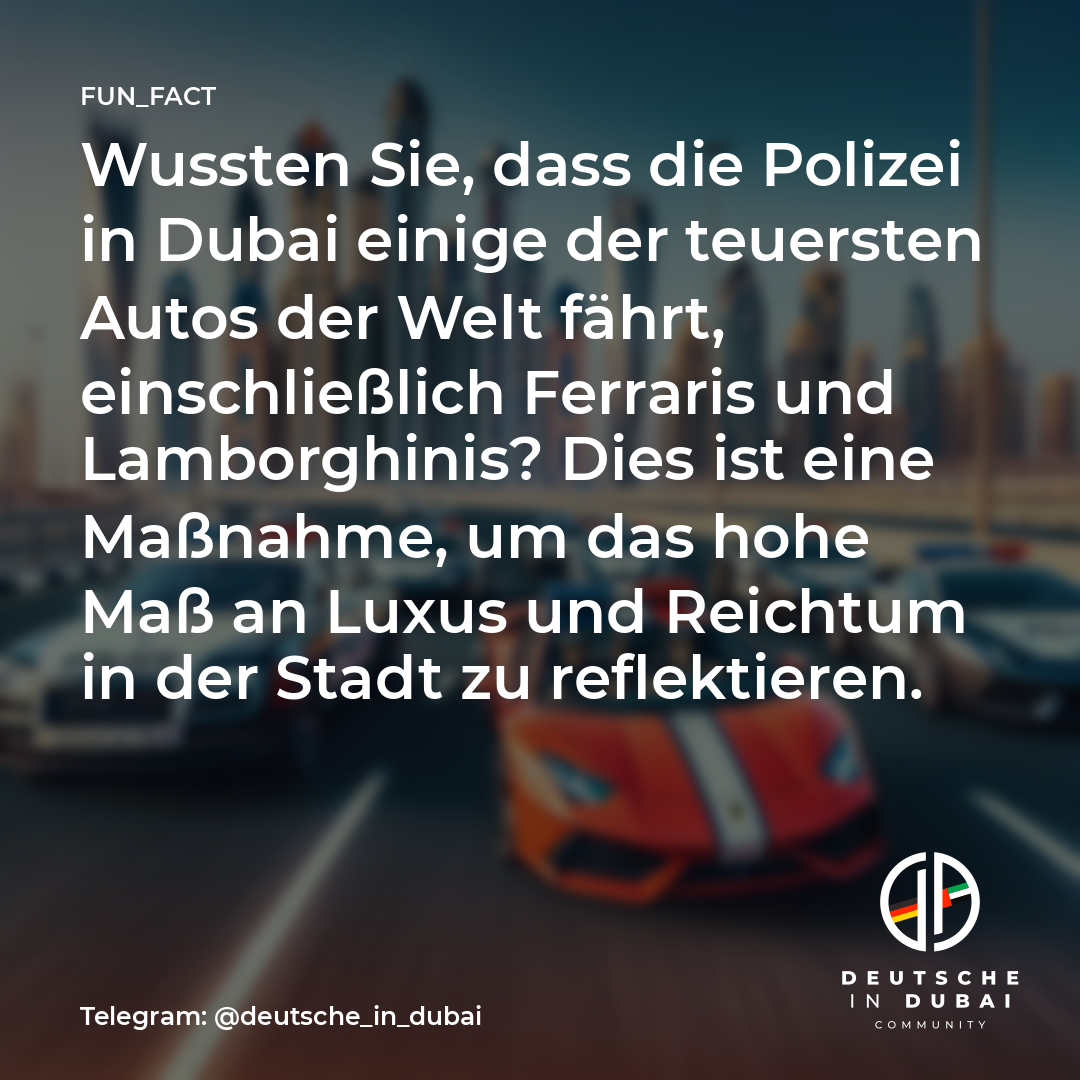 FUN_FACT
Wussten Sie, dass die Polizei
in Dubai einige der teuersten
Autos der Welt fährt,
einschließlich Ferraris und
Lamborghinis? Dies ist eine
Maßnahme, um das hohe
Maß an Luxus und Reichtum
in der Stadt zu reflektieren.
DEUTSCHE
IN DUBAI
COMMUNITY
Telegram: @deutsche_in_dubai